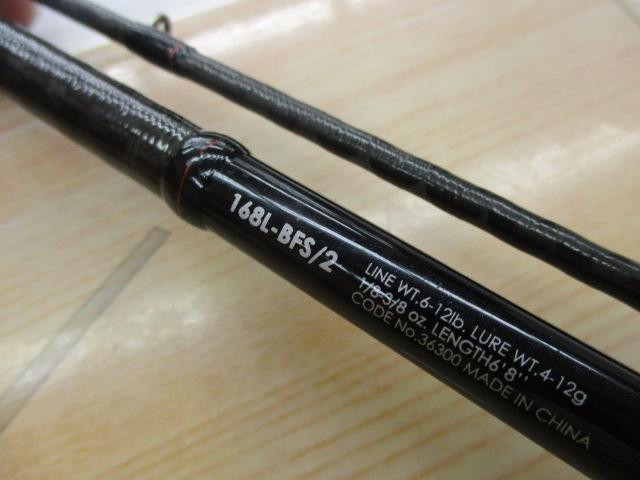 168L-BFS/2
LINE WT.6-12lb. LURE WT.4-12g
1/8-3/8 oz. LENGTH6'8''
CODE No.36300 MADE IN CHINA